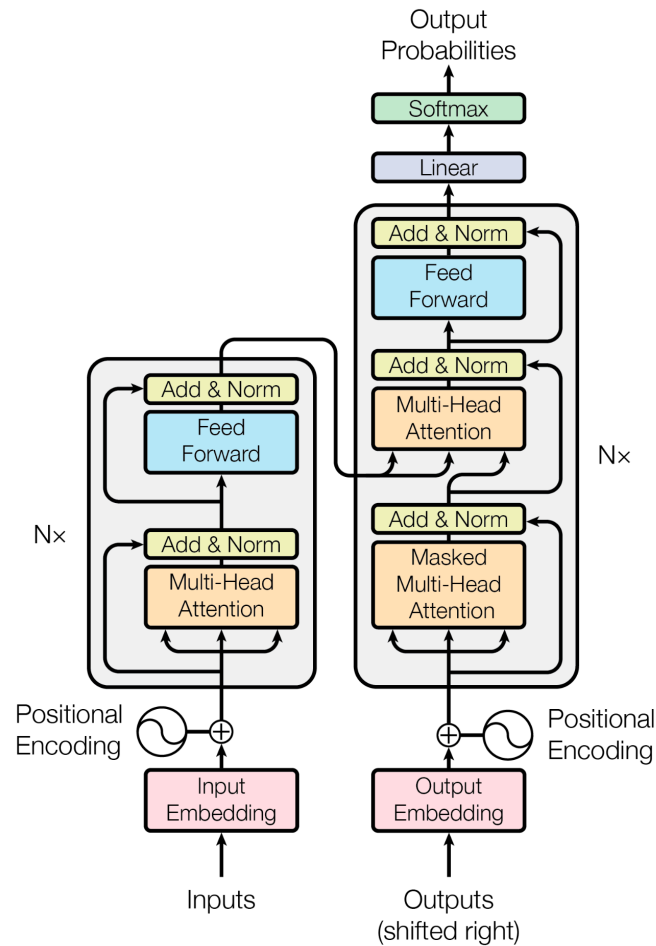 Output
Probabilities
Softmax
Linear
Add & Norm
Feed
Forward
Add & Norm
Multi-Head
Attention
Add & Norm
Masked
Multi-Head
Attention
N×
Add & Norm
Feed
Forward
Add & Norm
Multi-Head
Attention
N×
Positional
Encoding
Positional
Encoding
Input
Embedding
Output
Embedding
Inputs
Outputs
(shifted right)